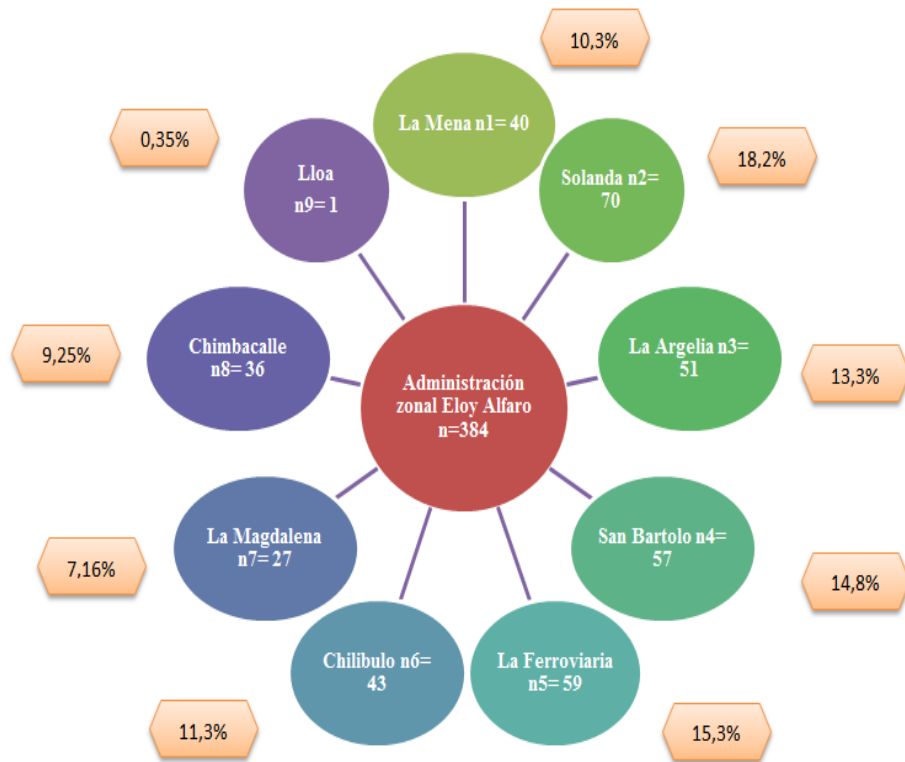 10,3%
La Mena n1= 40
0,35%
18,2%
Lloa
n9= 1
Solanda n2=
70
9,25%
Chimbacalle
n8= 36
La Argelia n3=
51
13,3%
Administración
zonal Eloy Alfaro
n=384
7,16%
La Magdalena
n7= 27
San Bartolo n4=
57
14,8%
Chilibulo n6=
43
La Ferroviaria
n5= 59
11,3%
15,3%